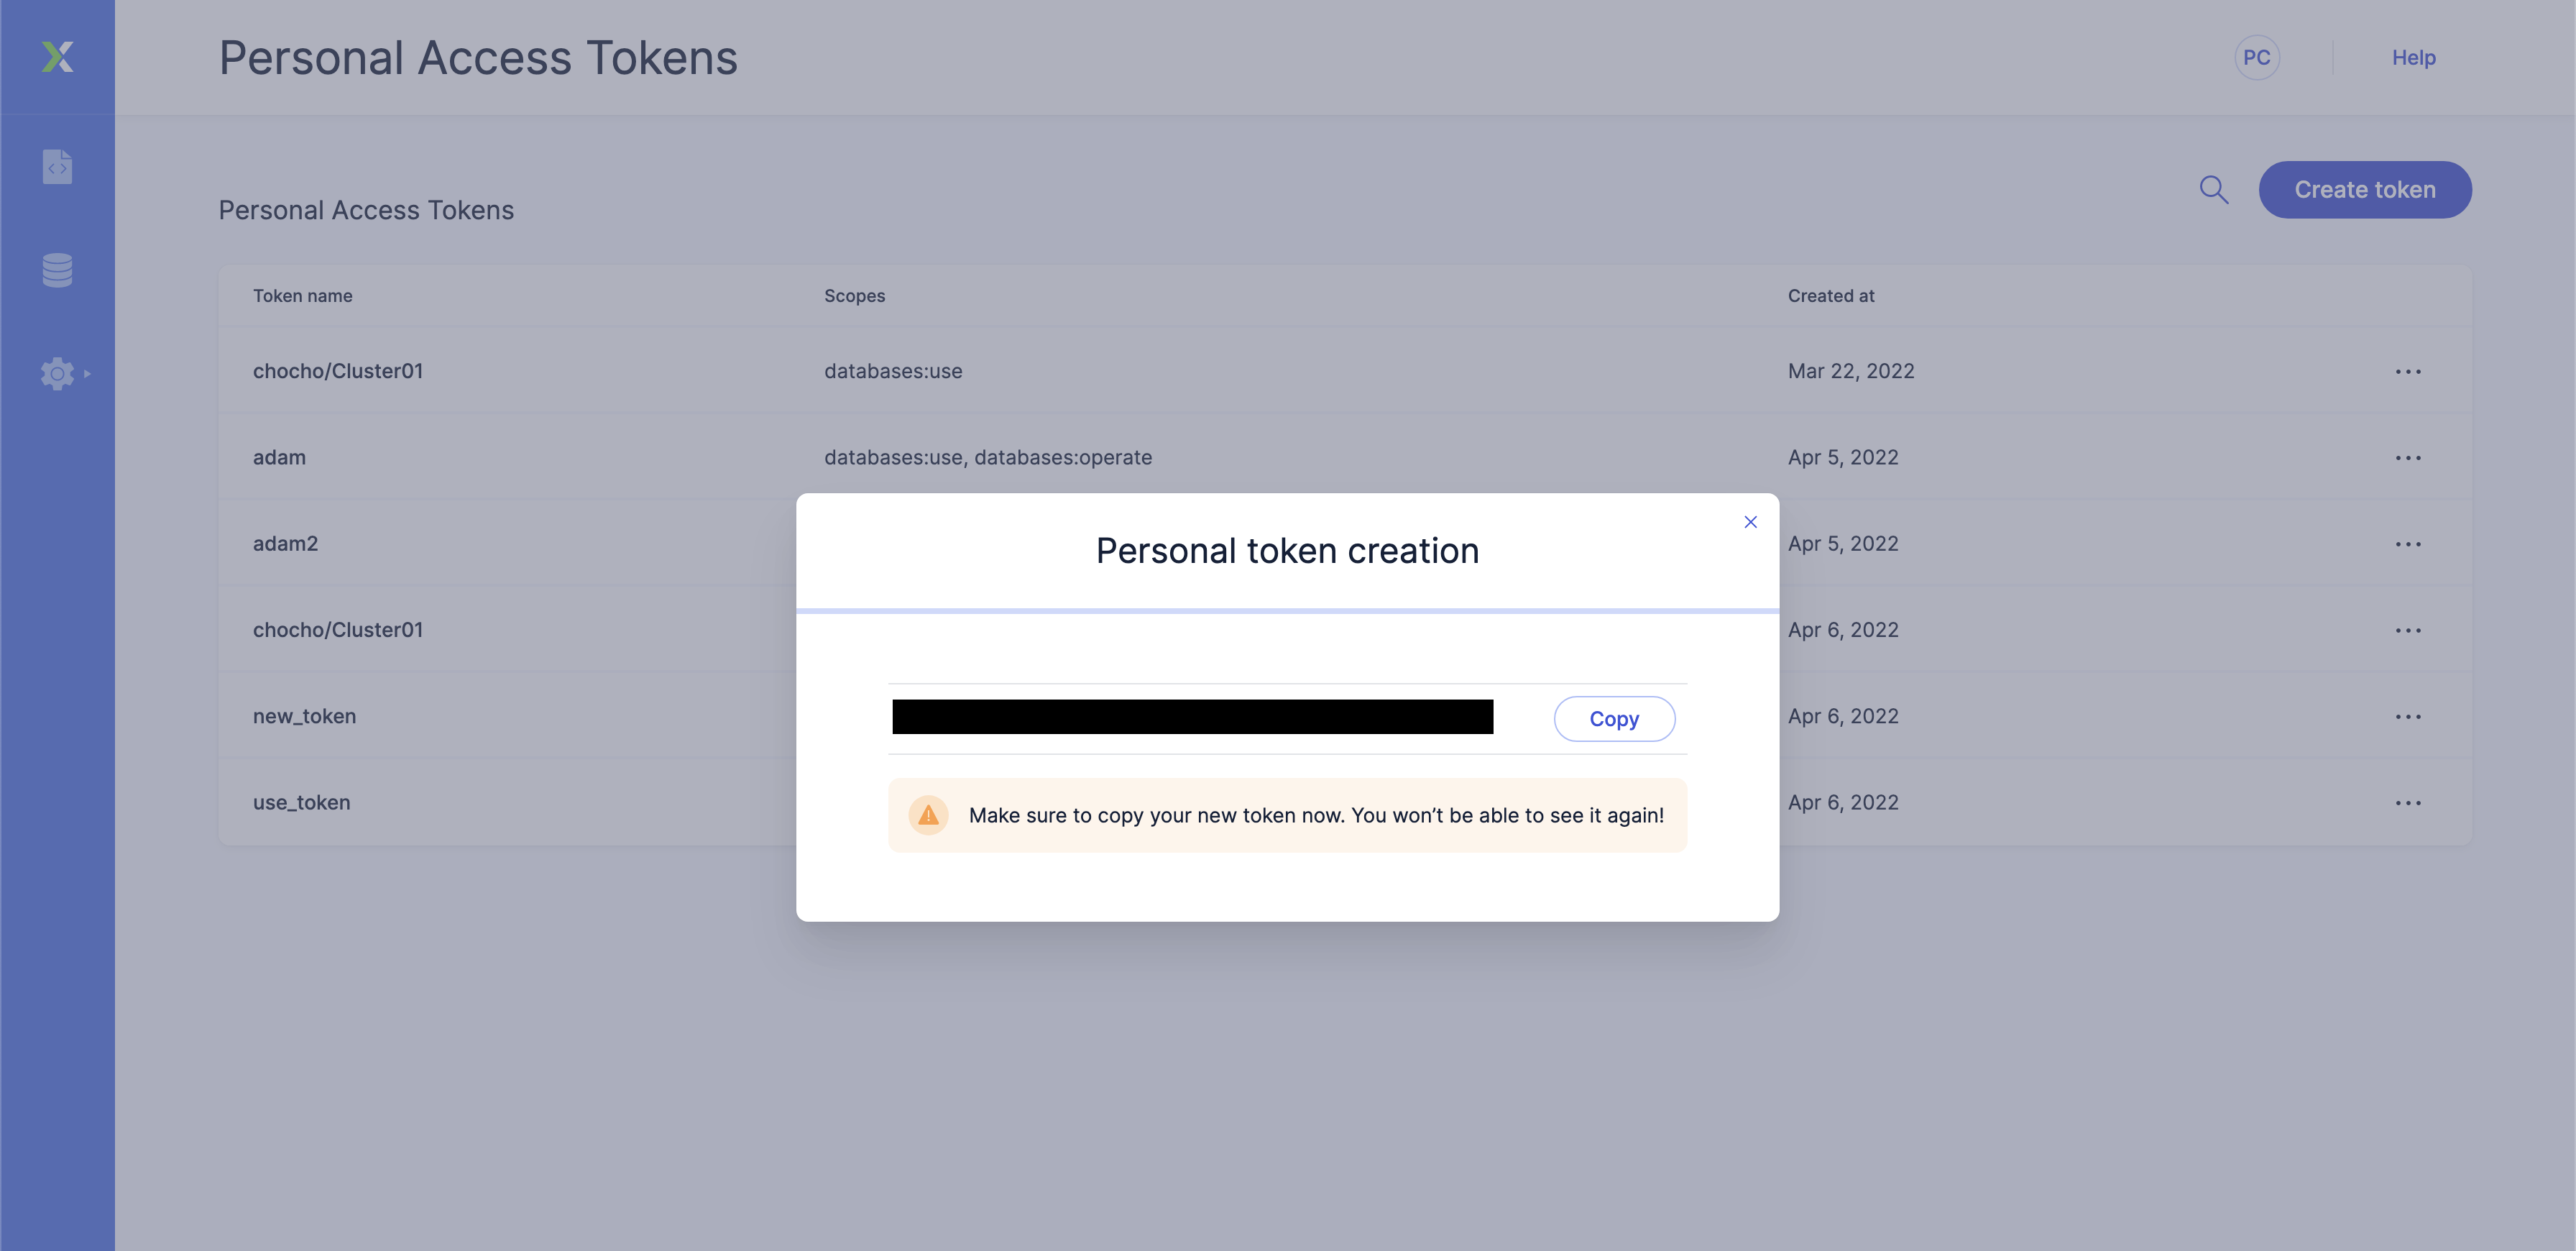 Personal Access Tokens
PC
Help
Personal Access Tokens
Create token
Token name Scopes Created at
chocho/Cluster01 databases:use Mar 22, 2022
adam databases:use, databases:operate Apr 5, 2022
adam2 Apr 5, 2022
chocho/Cluster01 Apr 6, 2022
new_token Apr 6, 2022
use_token Apr 6, 2022
Personal token creation
Copy
Make sure to copy your new token now. You won’t be able to see it again!